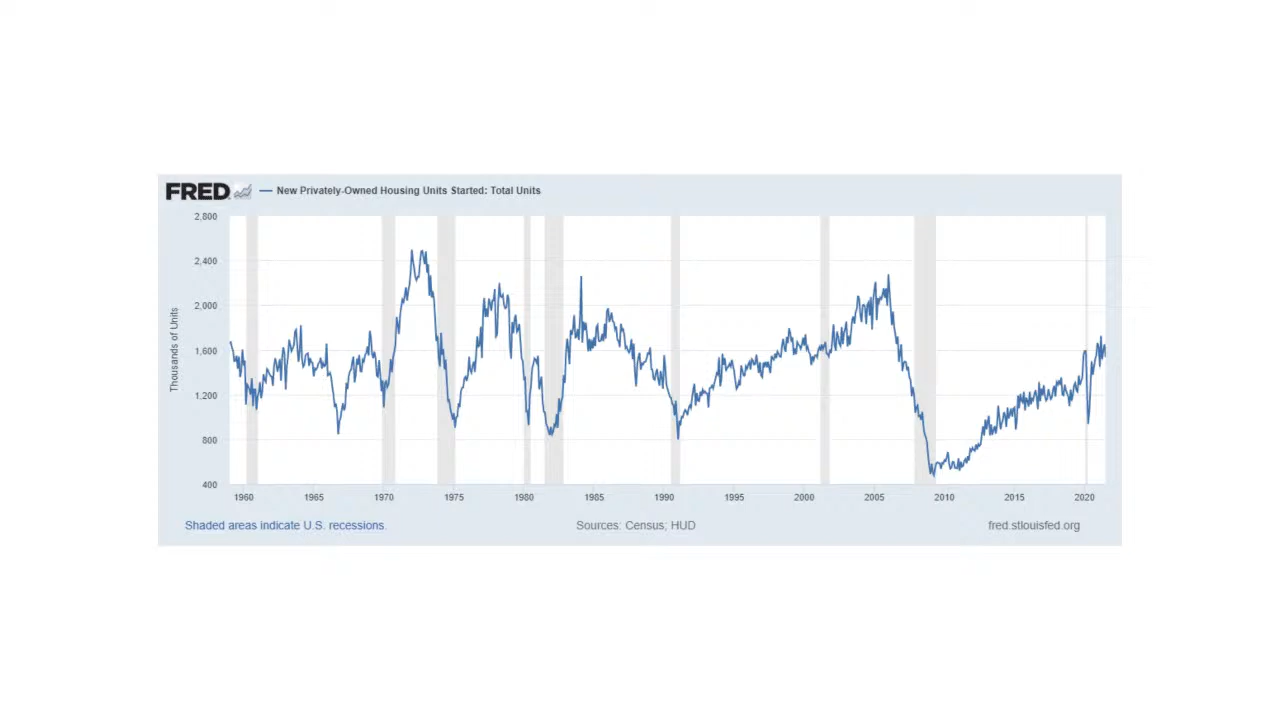 FRED
New Privately-Owned Housing Units Started: Total Units
2,800
2,400
2,000
1,600
1,200
800
400
Thousands of Units
1960 1965 1970 1975 1980 1985 1990 1995 2000 2005 2010 2015 2020
Shaded areas indicate U.S. recessions. Sources: Census; HUD fred.stlouisfed.org